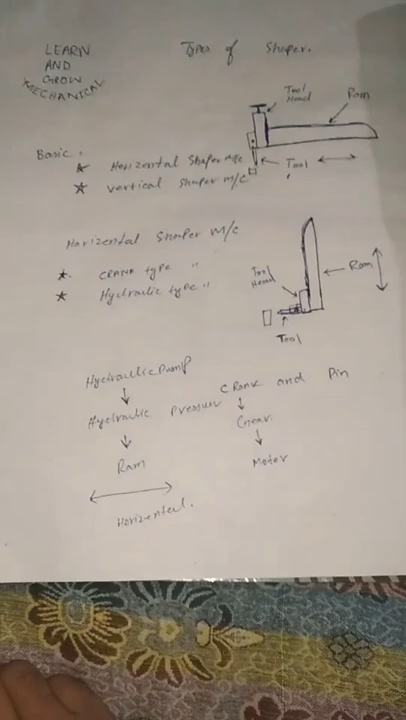 LEARN
AND
GROW
MECHANICAL
Types of Shaper.
Tool
Head
Ram
Basic.
Horizontal Shaper m/c
Tool
vertical Shaper m/c
Horizontal Shaper m/c
CRANK type "
Hydraulic type "
Tool
Head
Ram
Tool
Hydraulic Pump
Hydraulic Pressure
Ram
Horizental.
CRANK and Pin
Gear
Motor